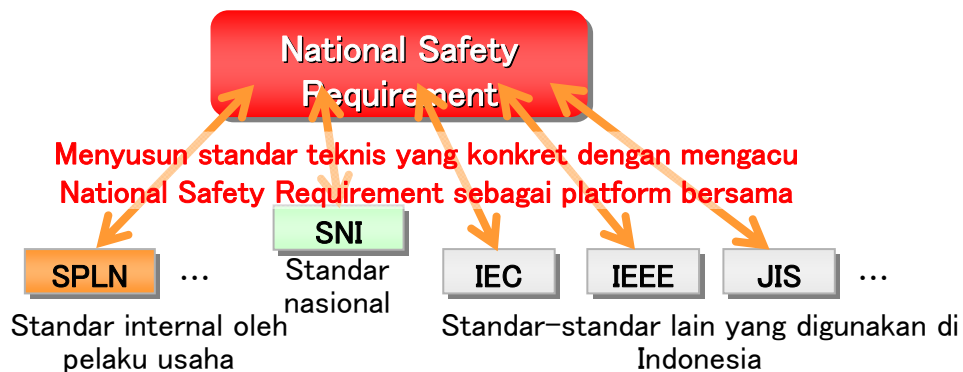 National Safety
Requirement
Menyusun standar teknis yang konkret dengan mengacu
National Safety Requirement sebagai platform bersama
SNI
SPLN
...
Standar
nasional
IEC
IEEE
JIS
...
Standar internal oleh
pelaku usaha
Standar-standar lain yang digunakan di
Indonesia